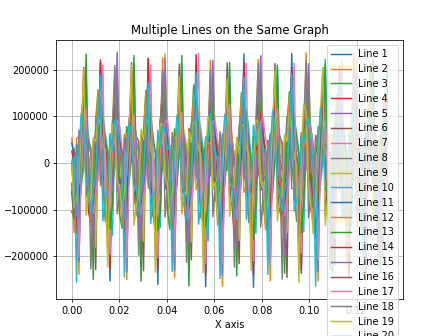 Multiple Lines on the Same Graph
200000
100000
0
−100000
−200000
0.00
0.02
0.04
0.06
0.08
0.10
X axis
Line 1
Line 2
Line 3
Line 4
Line 5
Line 6
Line 7
Line 8
Line 9
Line 10
Line 11
Line 12
Line 13
Line 14
Line 15
Line 16
Line 17
Line 18
Line 19
Line 20